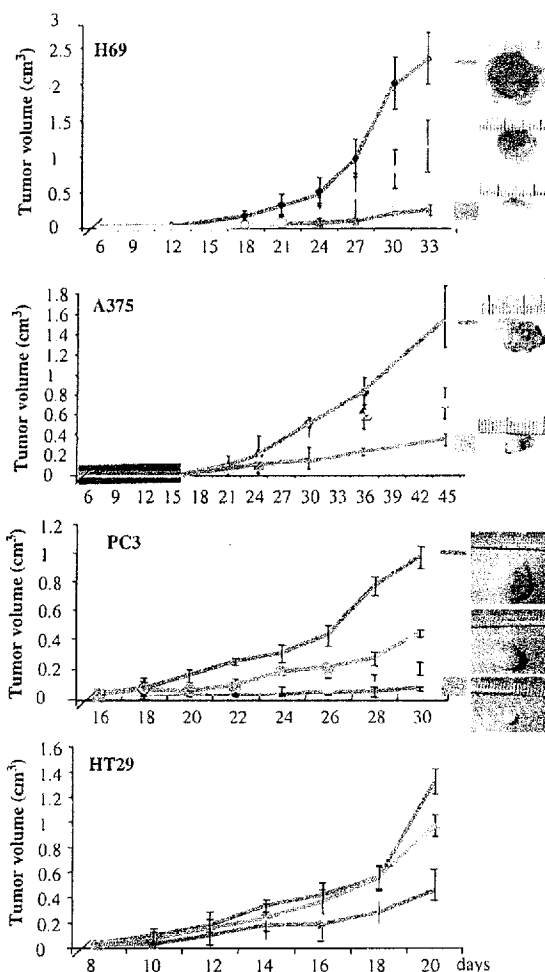 3
H69
2.5
2
1.5
1
0.5
0
Tumor volume (cm³)
6 9 12 15 18 21 24 27 30 33
A375
1.8
1.6
1.4
1.2
1
0.8
0.6
0.4
0.2
0
Tumor volume (cm³)
6 9 12 15 18 21 24 27 30 33 36 39 42 45
PC3
1.2
1
0.8
0.6
0.4
0.2
0
Tumor volume (cm³)
16 18 20 22 24 26 28 30
HT29
1.6
1.4
1.2
1
0.8
0.6
0.4
0.2
0
Tumor volume (cm³)
8 10 12 14 16 18 20 days